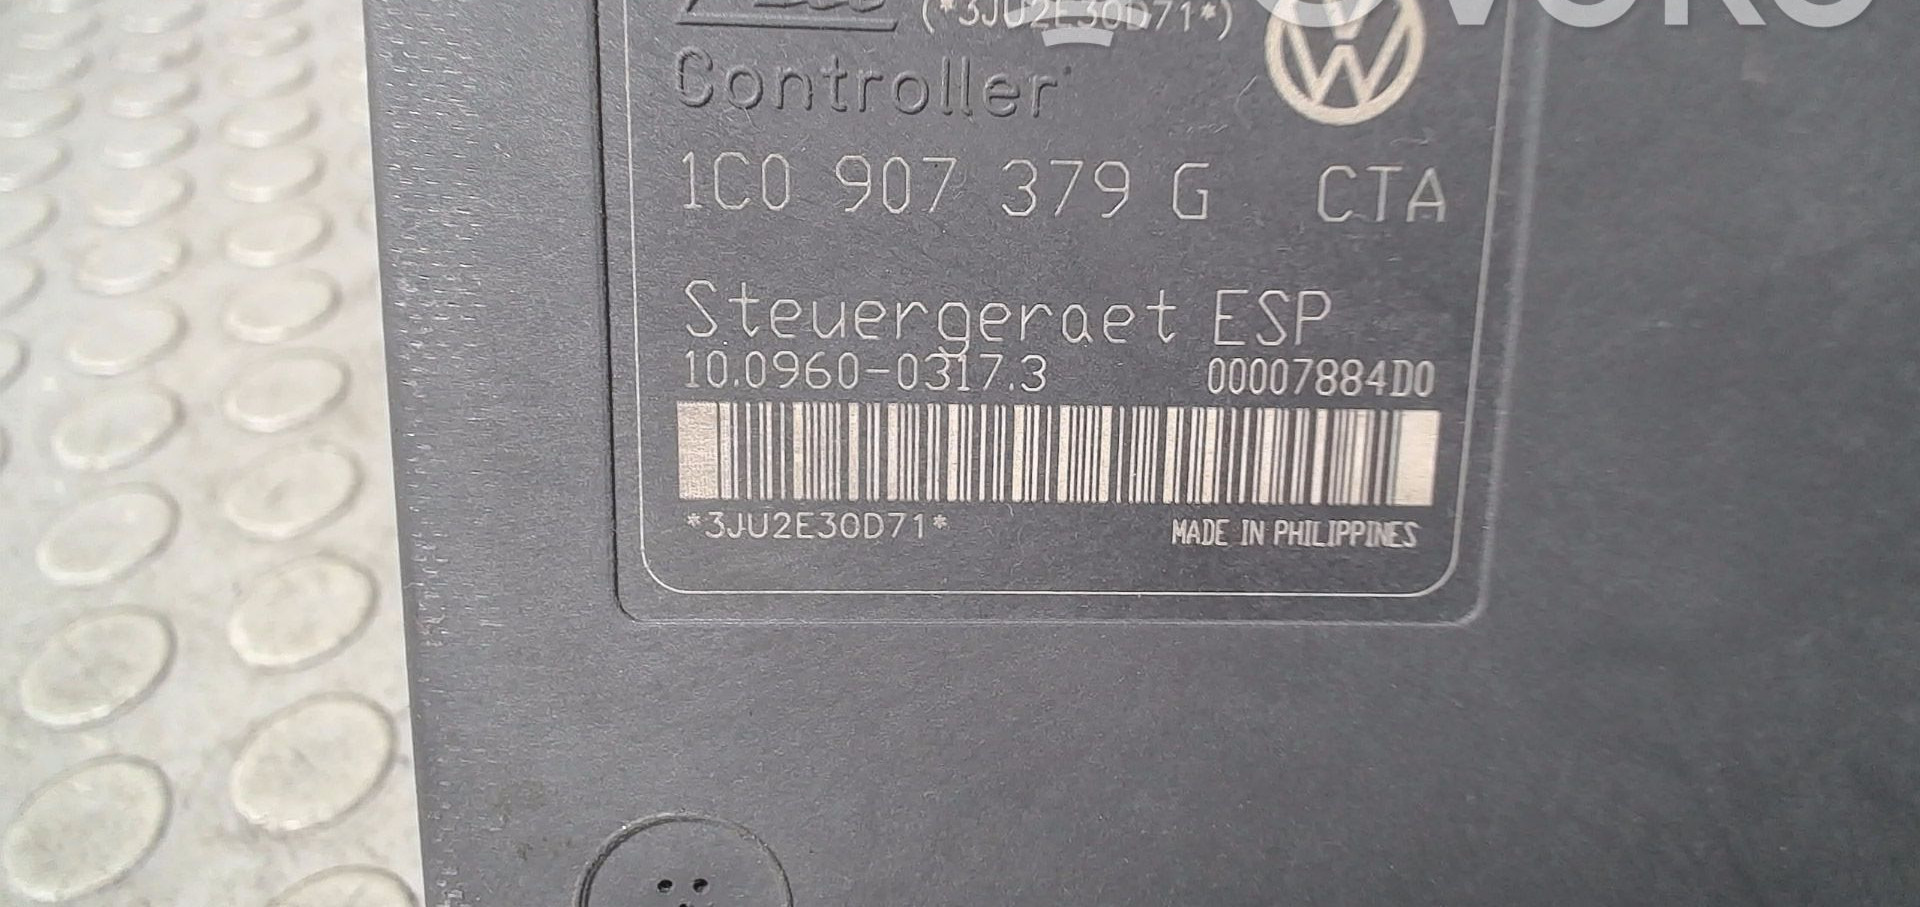 (*3JU2E30D71*)
Controller
1C0 907 379 G CTA
Steuergeraet ESP
10.0960-0317.3 00007884D0
*3JU2E30D71* MADE IN PHILIPPINES